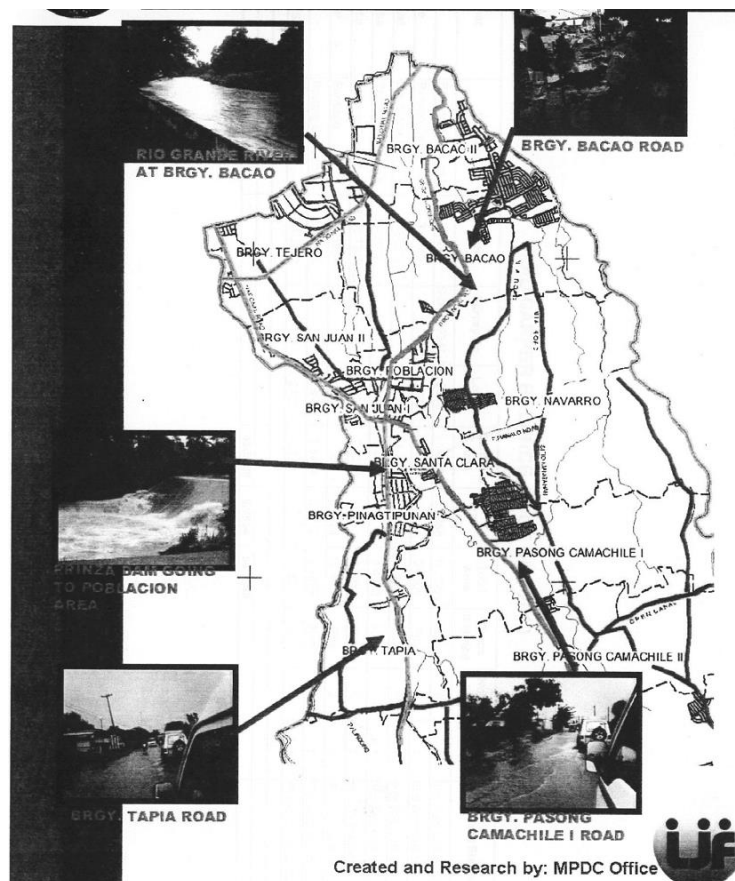 RIO GRANDE RIVER
AT BRGY. BACAO
BRGY. BACAO ROAD
BRGY. BACAO II
BRGY. TEJERO
BRGY. BACAO
BRGY. SAN JUAN II
BRGY. POBLACION
BRGY. SAN JUAN I
BRGY. NAVARRO
BRGY. SANTA CLARA
BRGY. PINAGTIPUNAN
BRGY. PASONG CAMACHILE I
PRINZA DAM GOING
TO POBLACION
AREA
OPEN CANAL
BRGY. TAPIA
BRGY. PASONG CAMACHILE II
BRGY. TAPIA ROAD
BRGY. PASONG
CAMACHILE I ROAD
Created and Research by: MPDC Office